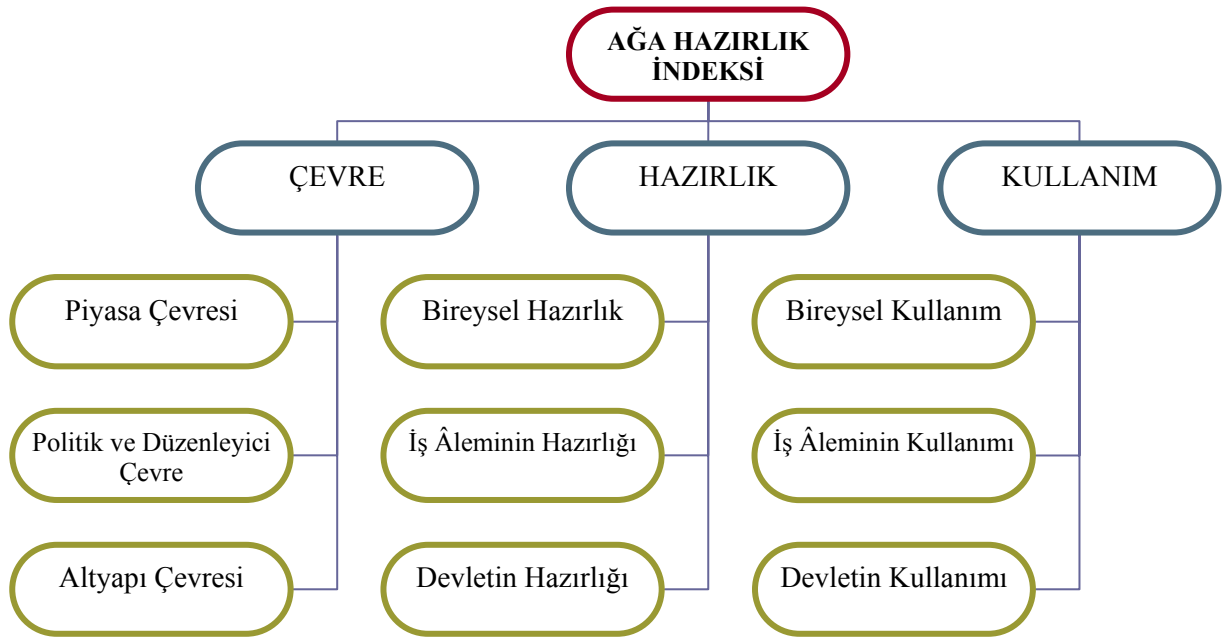 AĞA HAZIRLIK
İNDEKSİ
ÇEVRE
HAZIRLIK
KULLANIM
Piyasa Çevresi
Bireysel Hazırlık
Bireysel Kullanım
Politik ve Düzenleyici
Çevre
İş Âleminin Hazırlığı
İş Âleminin Kullanımı
Altyapı Çevresi
Devletin Hazırlığı
Devletin Kullanımı